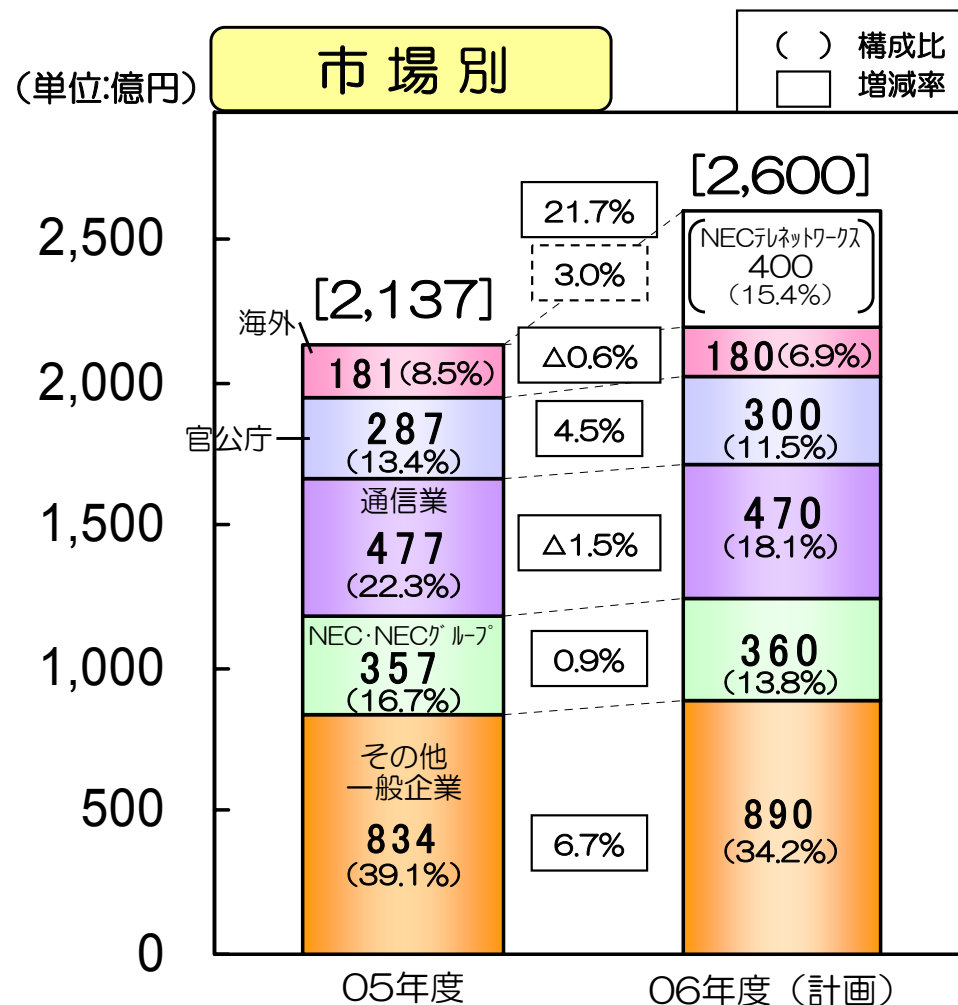 (単位:億円)
市場別
( ) 構成比
増減率
2,500
2,000
1,500
1,000
500
0
[2,137]
海外
181(8.5%)
官公庁
287
(13.4%)
通信業
477
(22.3%)
NEC・NECｸﾞﾙｰﾌﾟ
357
(16.7%)
その他
一般企業
834
(39.1%)
05年度
21.7%
3.0%
△0.6%
4.5%
△1.5%
0.9%
6.7%
[2,600]
NECﾃﾚﾈｯﾄﾜｰｸｽ
400
(15.4%)
180(6.9%)
300
(11.5%)
470
(18.1%)
360
(13.8%)
890
(34.2%)
06年度(計画)